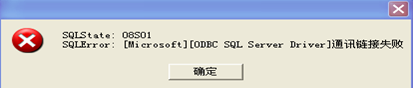 SQLState: 08S01
SQLError: [Microsoft][ODBC SQL Server Driver]通讯链接失败
确定